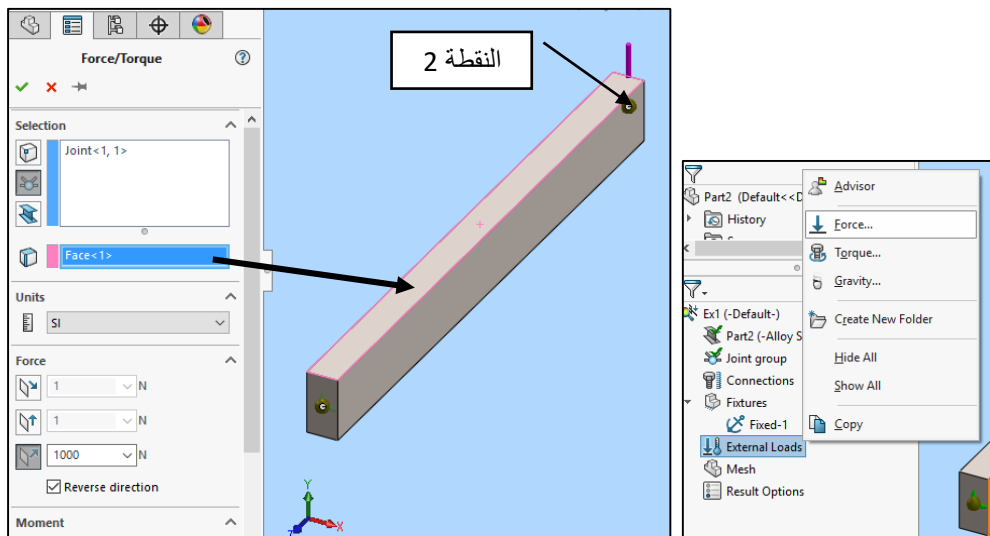 Force/Torque
Selection
Joint<1, 1>
Face<1>
Units
SI
Force
1 N
1 N
1000 N
Reverse direction
Moment
النقطة 2
Y
X
Part2 (Default<<D
History
Ex1 (-Default-)
Part2 (-Alloy S
Joint group
Connections
Fixtures
Fixed-1
External Loads
Mesh
Result Options
Advisor
Force...
Torque...
Gravity...
Create New Folder
Hide All
Show All
Copy